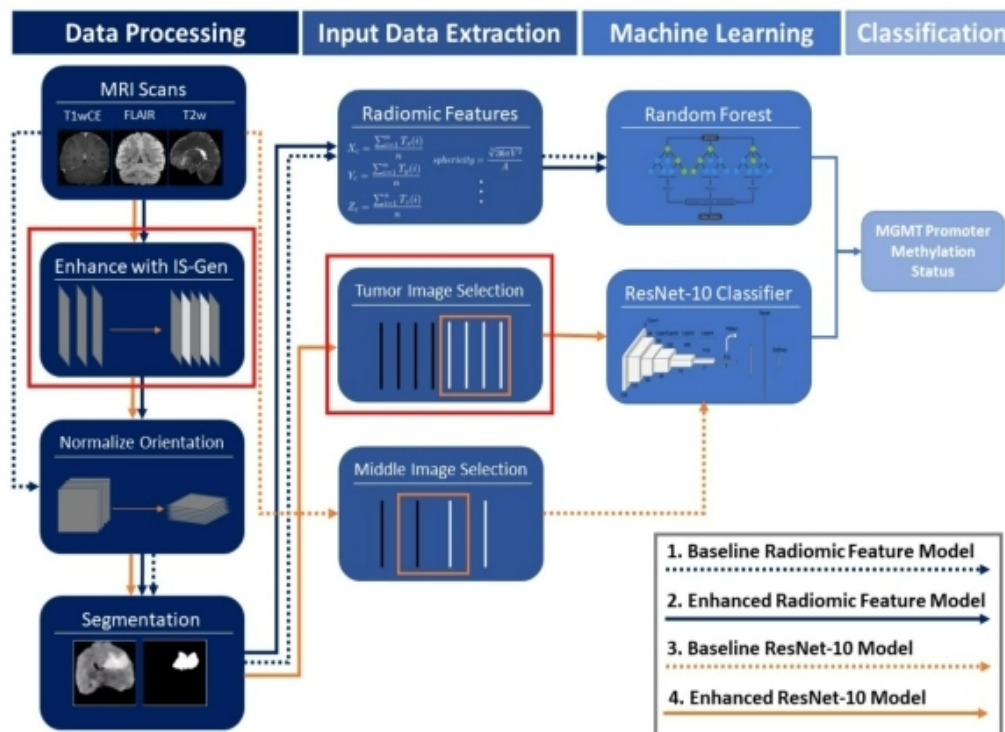 Data Processing
Input Data Extraction
Machine Learning
Classification
MRI Scans
T1wCE FLAIR T2w
Enhance with IS-Gen
Normalize Orientation
Segmentation
Radiomic Features
Tumor Image Selection
Middle Image Selection
Random Forest
ResNet-10 Classifier
MGMT Promoter
Methylation
Status
1. Baseline Radiomic Feature Model
2. Enhanced Radiomic Feature Model
3. Baseline ResNet-10 Model
4. Enhanced ResNet-10 Model